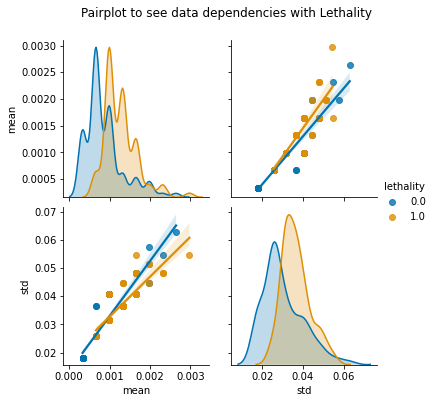 Pairplot to see data dependencies with Lethality
0.0030
0.0025
0.0020
0.0015
0.0010
0.0005
mean
lethality
0.0
1.0
0.07
0.06
0.05
0.04
0.03
0.02
std
0.000 0.001 0.002 0.003
mean
0.02 0.04 0.06
std